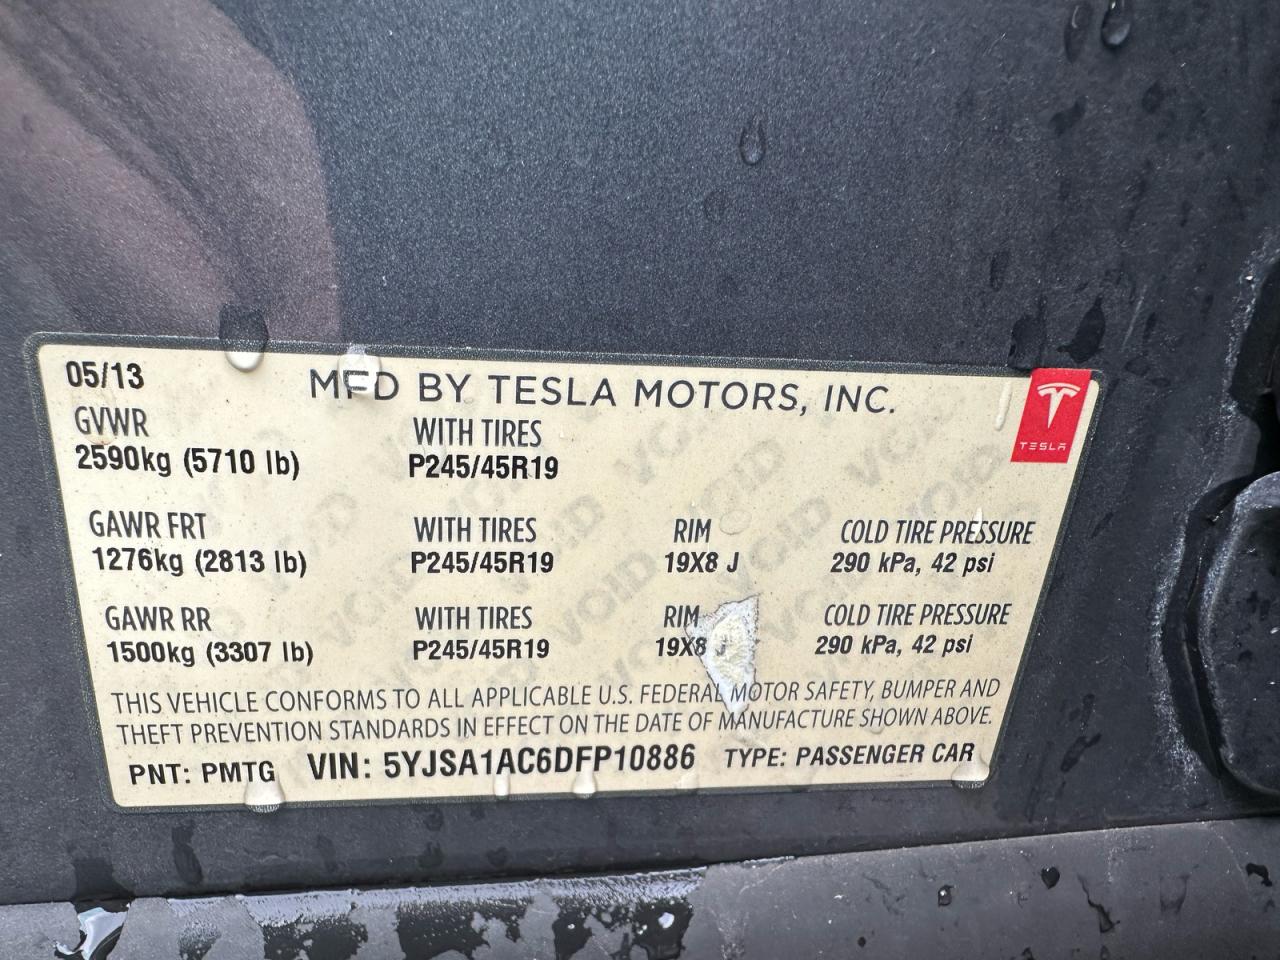 05/13 MFD BY TESLA MOTORS, INC.
GVWR WITH TIRES
2590kg (5710 lb) P245/45R19
TESLA
GAWR FRT WITH TIRES RIM COLD TIRE PRESSURE
1276kg (2813 lb) P245/45R19 19X8 J 290 kPa, 42 psi
GAWR RR WITH TIRES RIM COLD TIRE PRESSURE
1500kg (3307 lb) P245/45R19 19X8 J 290 kPa, 42 psi
THIS VEHICLE CONFORMS TO ALL APPLICABLE U.S. FEDERAL MOTOR SAFETY, BUMPER AND
THEFT PREVENTION STANDARDS IN EFFECT ON THE DATE OF MANUFACTURE SHOWN ABOVE.
PNT: PMTG VIN: 5YJSA1AC6DFP10886 TYPE: PASSENGER CAR